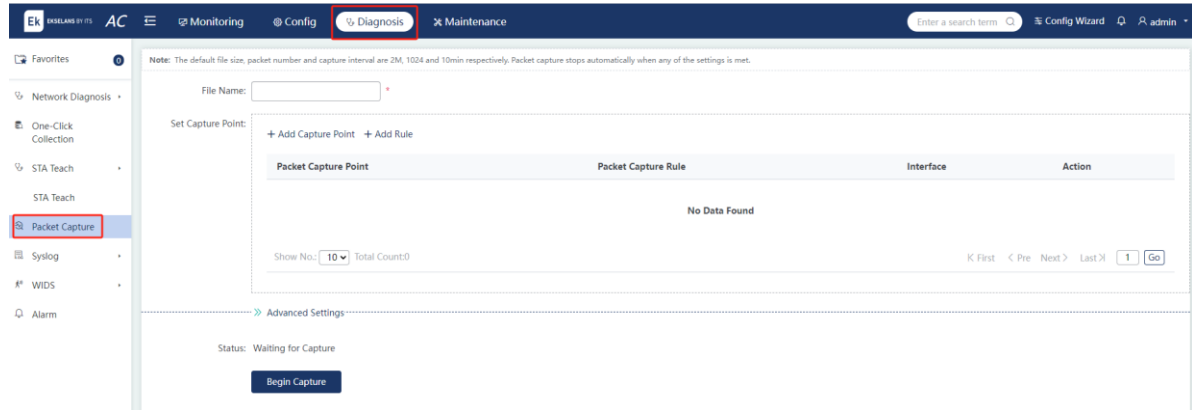 Ek EKSELANS BY ITS AC Monitoring Config Diagnosis Maintenance Enter a search term Config Wizard admin
Favorites 0
Network Diagnosis
One-Click
Collection
STA Teach
STA Teach
Packet Capture
Syslog
WIDS
Alarm
Note: The default file size, packet number and capture interval are 2M, 1024 and 10min respectively. Packet capture stops automatically when any of the settings is met.
File Name: *
Set Capture Point:
+ Add Capture Point + Add Rule
Packet Capture Point Packet Capture Rule Interface Action
No Data Found
Show No.: 10 Total Count:0 First Pre Next Last 1 Go
Advanced Settings
Status: Waiting for Capture
Begin Capture